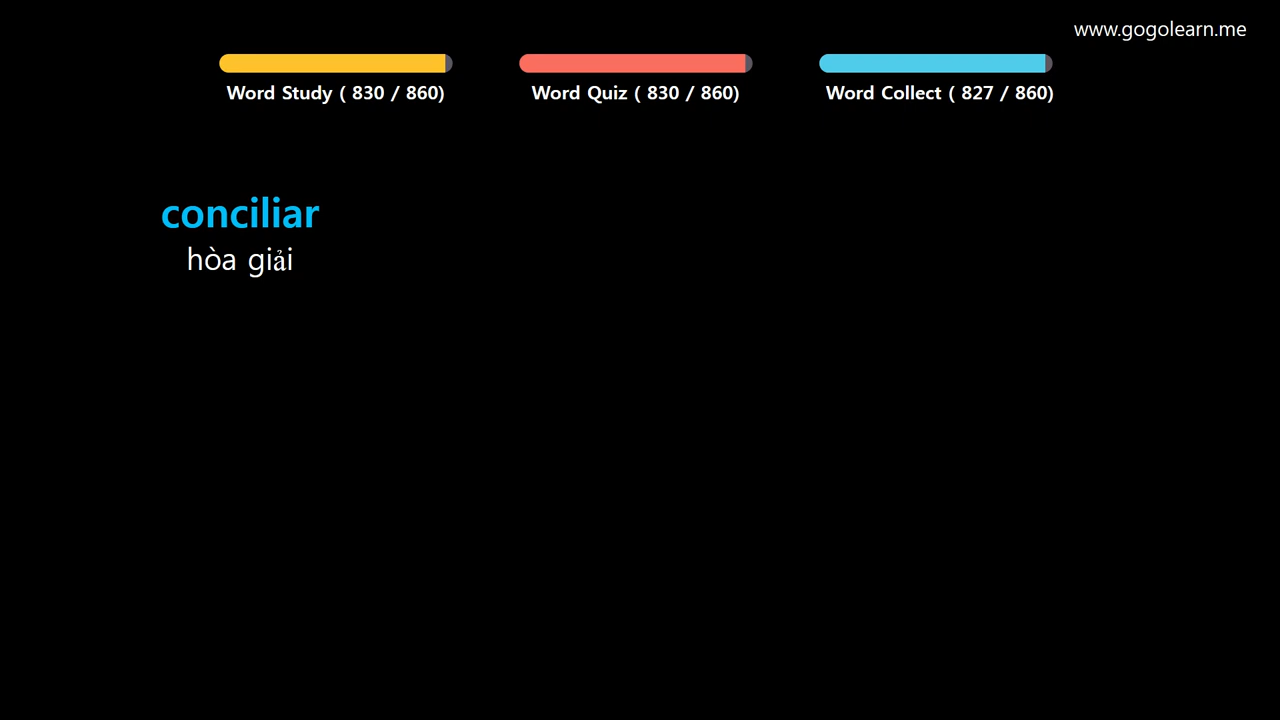 www.gogolearn.me
Word Study ( 830 / 860)
Word Quiz ( 830 / 860)
Word Collect ( 827 / 860)
conciliar
hòa giải